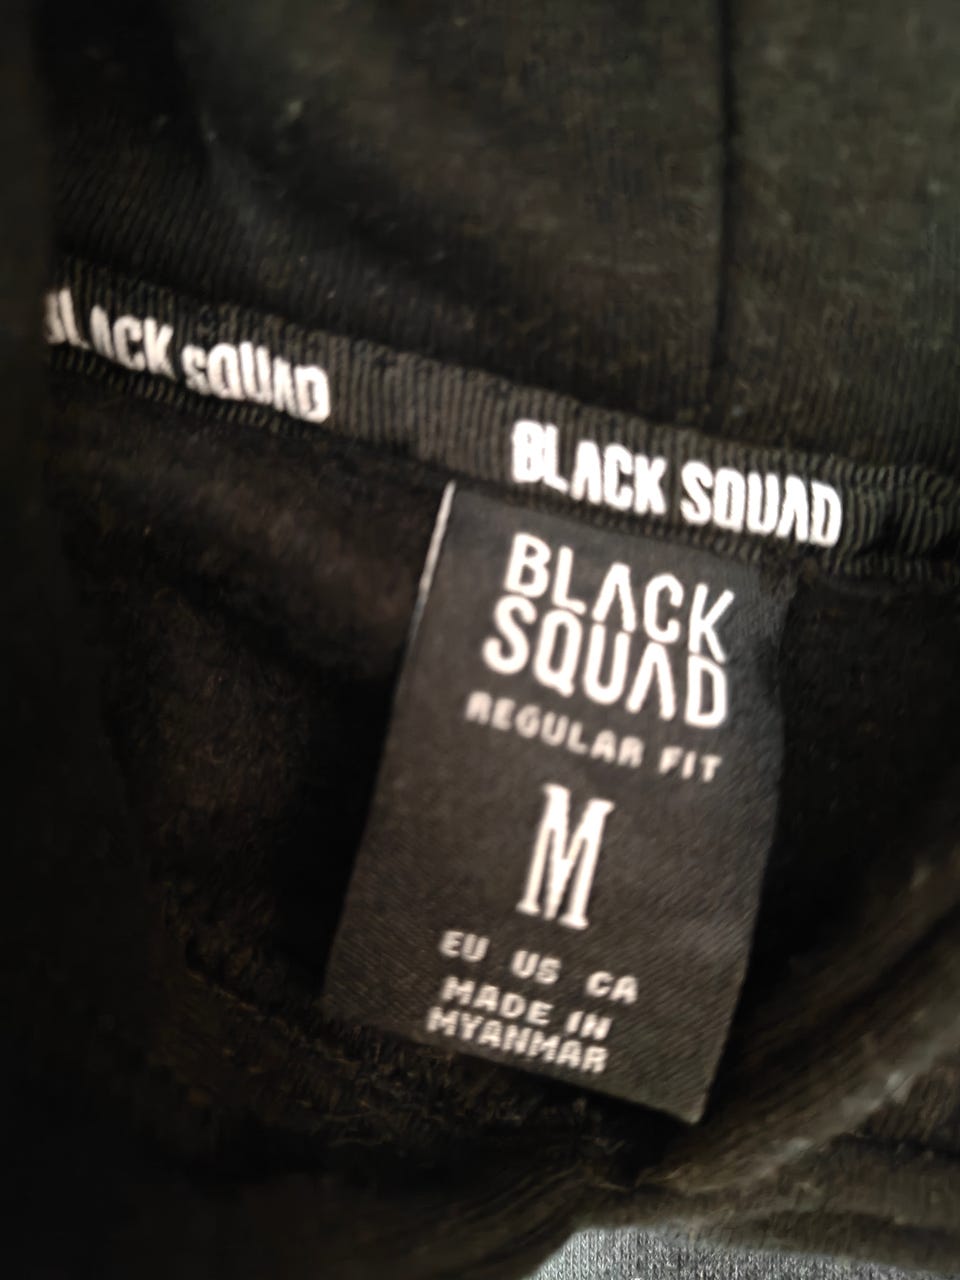 BLACK SQUAD
BLACK SQUAD
BLACK
SQUAD
REGULAR FIT
M
EU US CA
MADE IN
MYANMAR